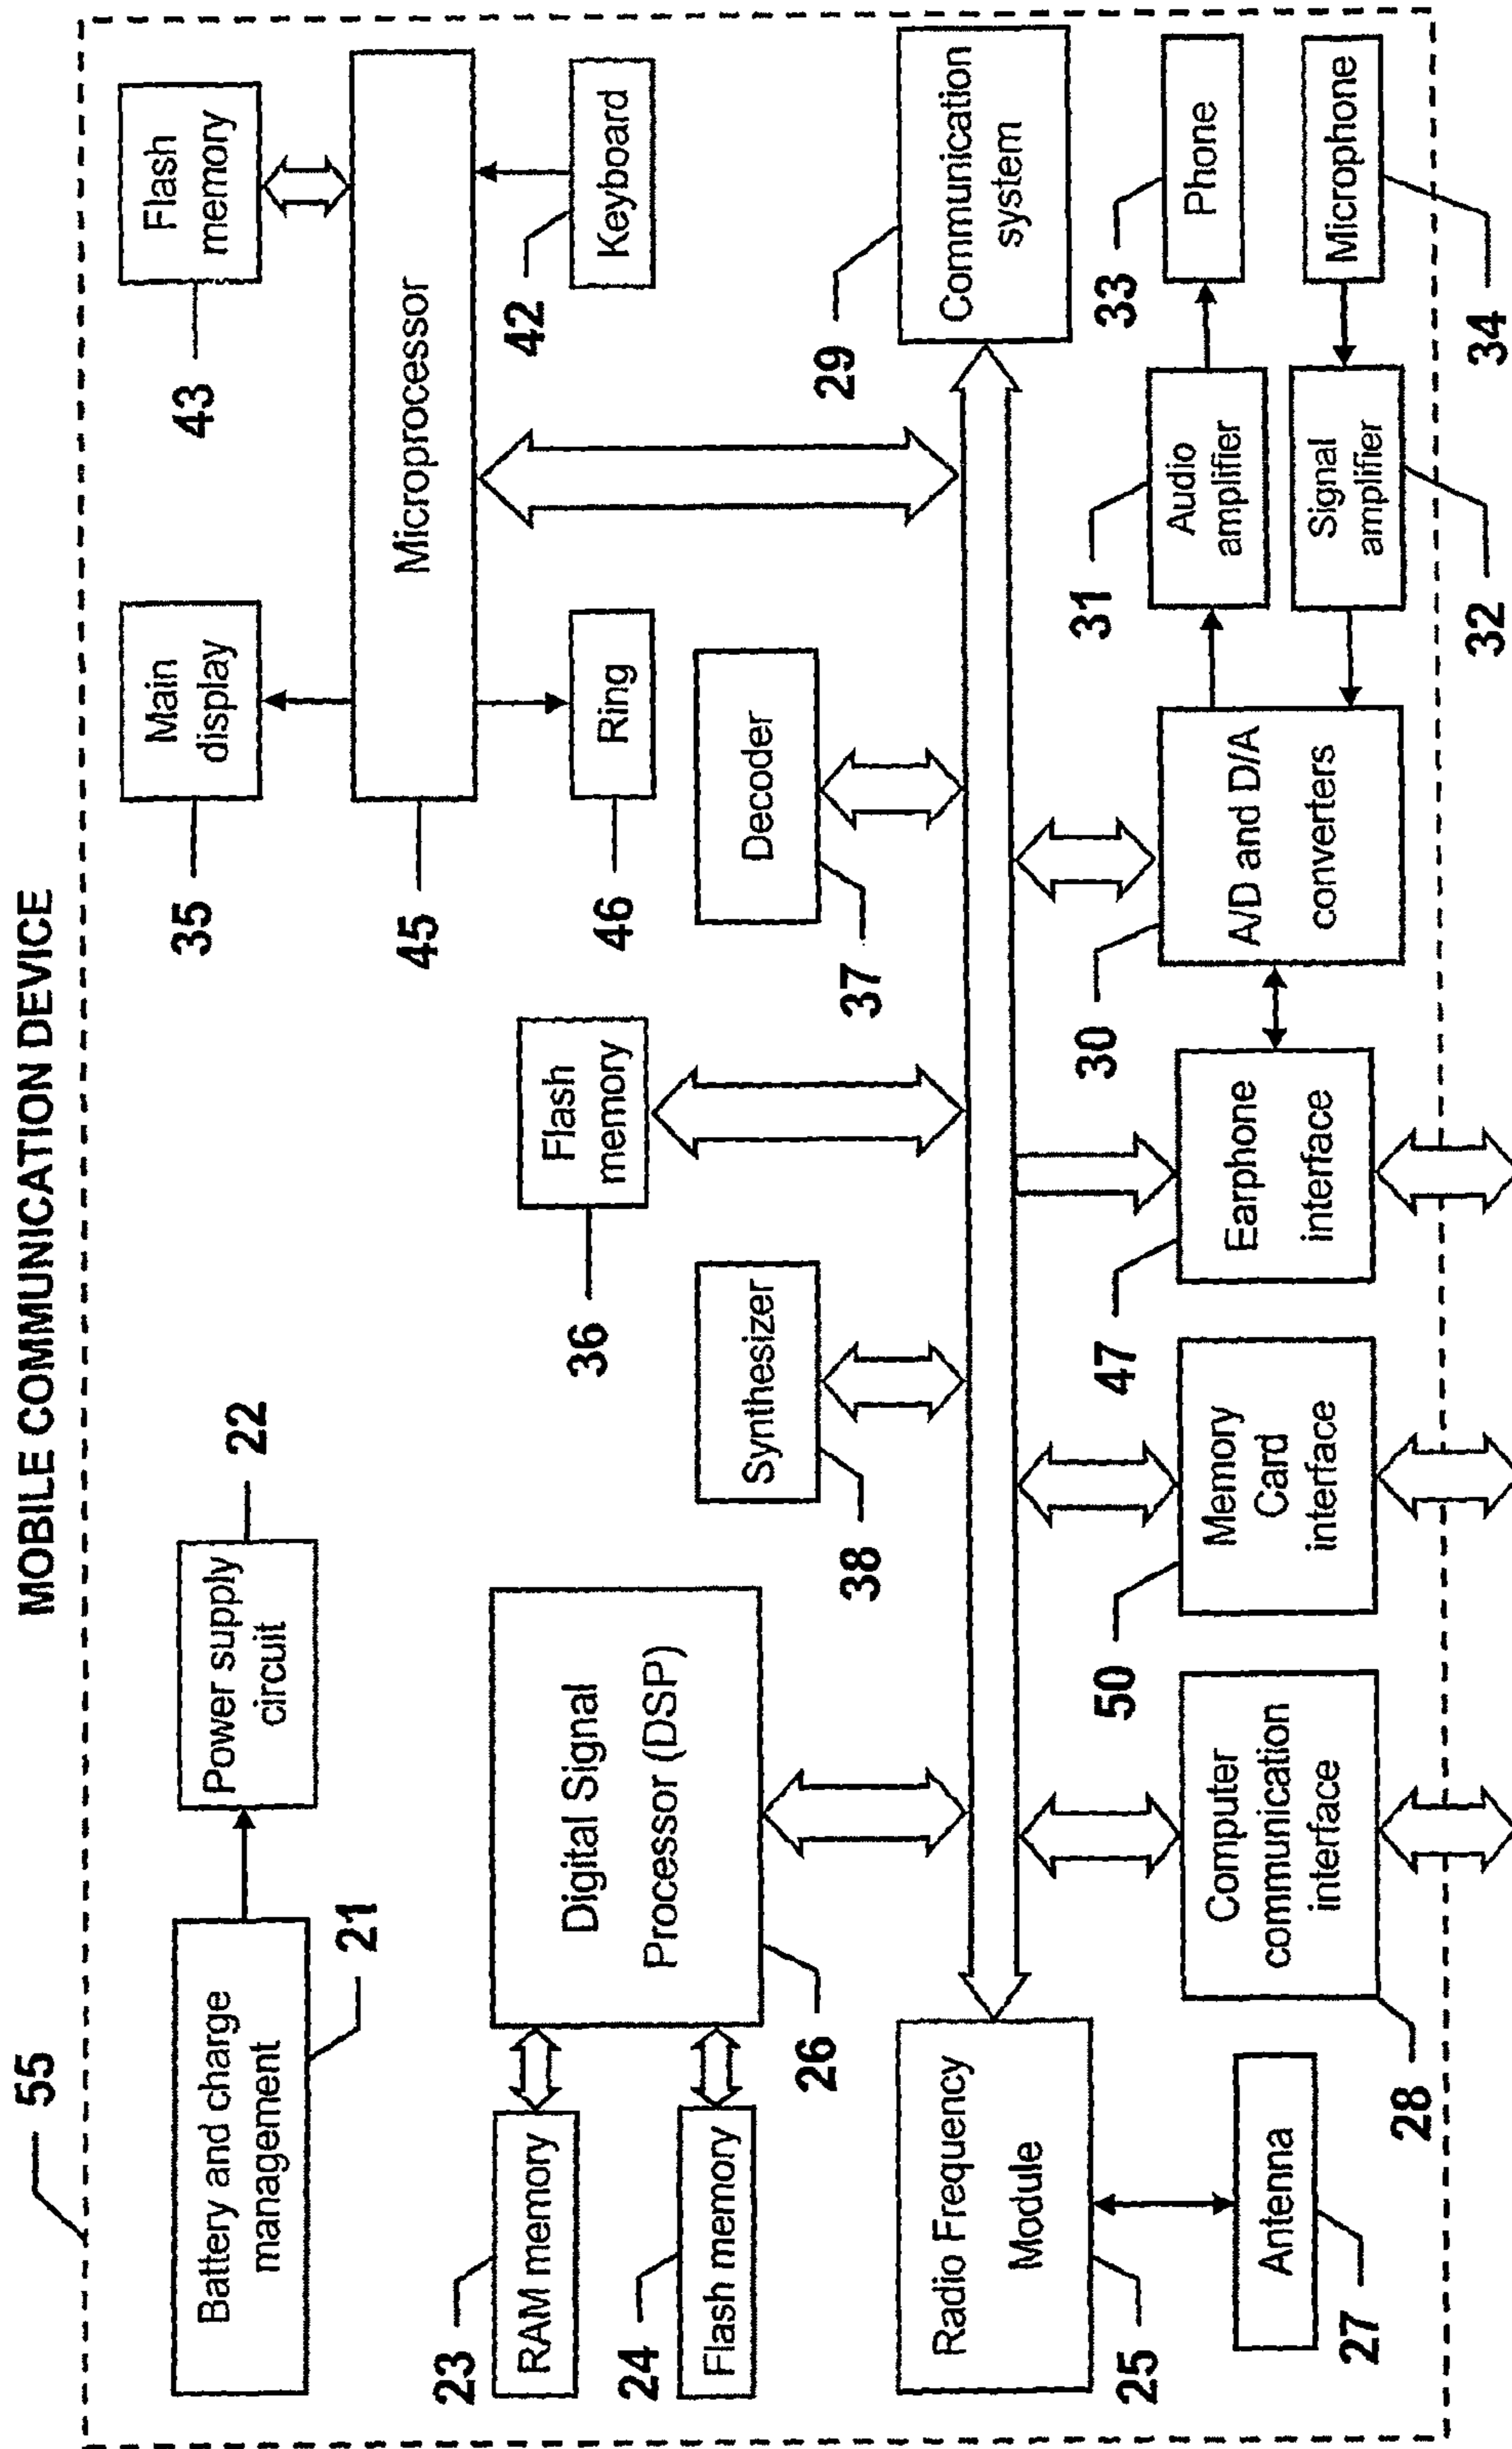 MOBILE COMMUNICATION DEVICE
55
Battery and charge
management
21
Power supply
circuit
22
Main
display
35
Flash
memory
43
Microprocessor
45
Ring
46
Keyboard
42
RAM memory
23
Flash memory
24
Digital Signal
Processor (DSP)
26
Synthesizer
38
Flash
memory
36
Decoder
37
Radio Frequency
Module
25
Communication
system
29
Antenna
27
Computer
communication
interface
28
Memory
Card
interface
50
Earphone
interface
47
A/D and D/A
converters
30
Audio
amplifier
31
Phone
33
Signal
amplifier
32
Microphone
34